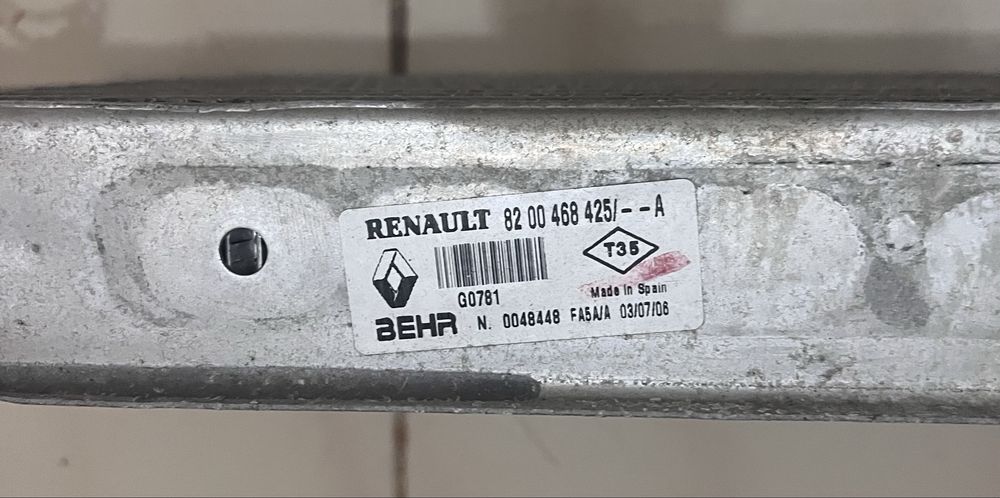 RENAULT 82 00 468 425/--A
T35
G0781
Made in Spain
BEHR N. 0048448 FA5A/A 03/07/06